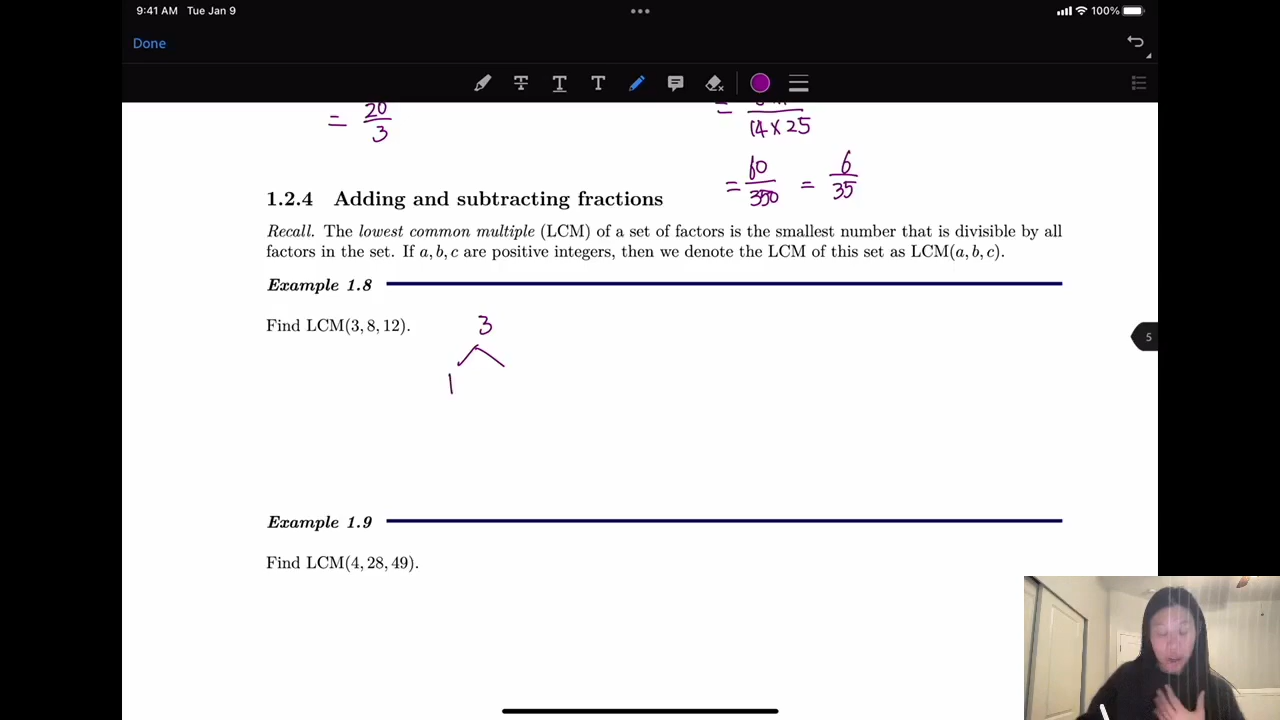 9:41 AM Tue Jan 9
100%
Done
T T T
= 20/3
=
14 × 25
= 60/350 = 6/35
1.2.4 Adding and subtracting fractions
Recall. The lowest common multiple (LCM) of a set of factors is the smallest number that is divisible by all
factors in the set. If a, b, c are positive integers, then we denote the LCM of this set as LCM(a, b, c).
Example 1.8
Find LCM(3, 8, 12).
3
1
5
Example 1.9
Find LCM(4, 28, 49).